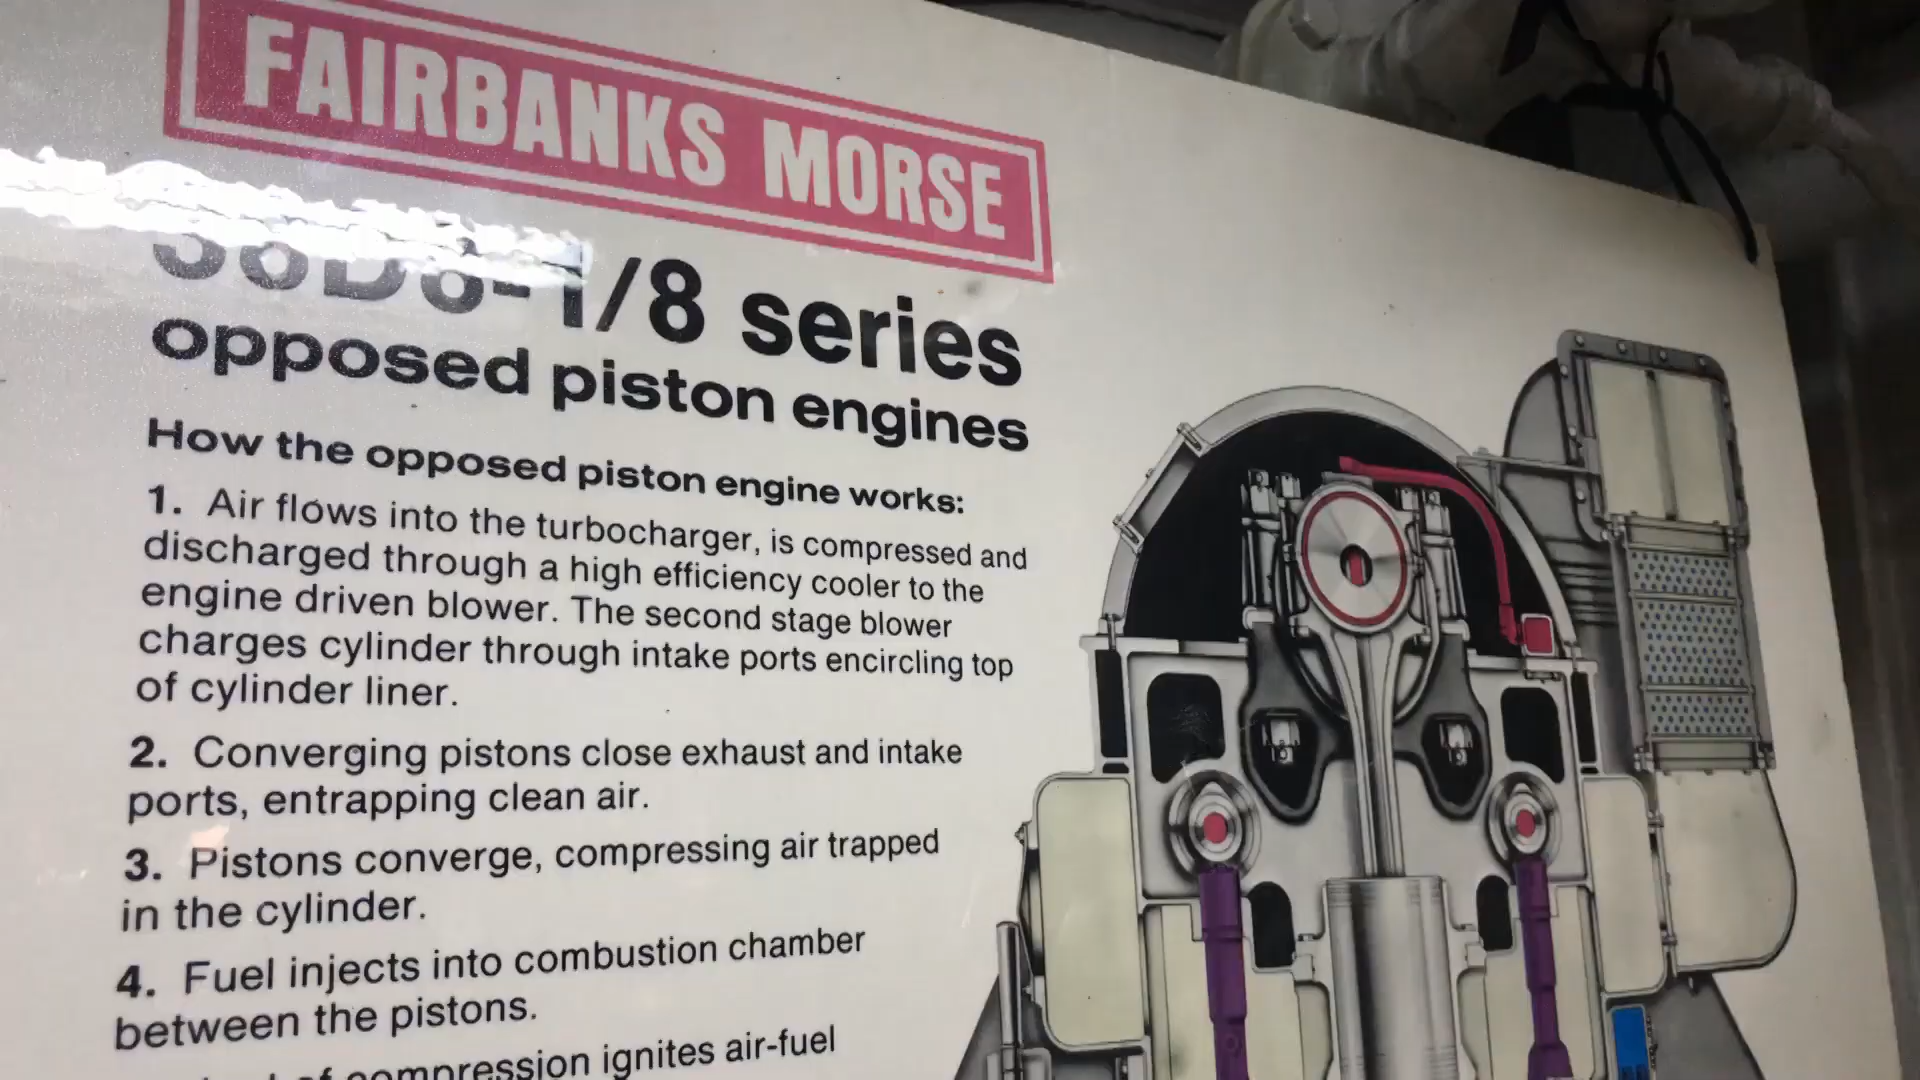 FAIRBANKS MORSE
38D8-1/8 series
opposed piston engines
How the opposed piston engine works:
1. Air flows into the turbocharger, is compressed and
discharged through a high efficiency cooler to the
engine driven blower. The second stage blower
charges cylinder through intake ports encircling top
of cylinder liner.
2. Converging pistons close exhaust and intake
ports, entrapping clean air.
3. Pistons converge, compressing air trapped
in the cylinder.
4. Fuel injects into combustion chamber
between the pistons.
of compression ignites air-fuel